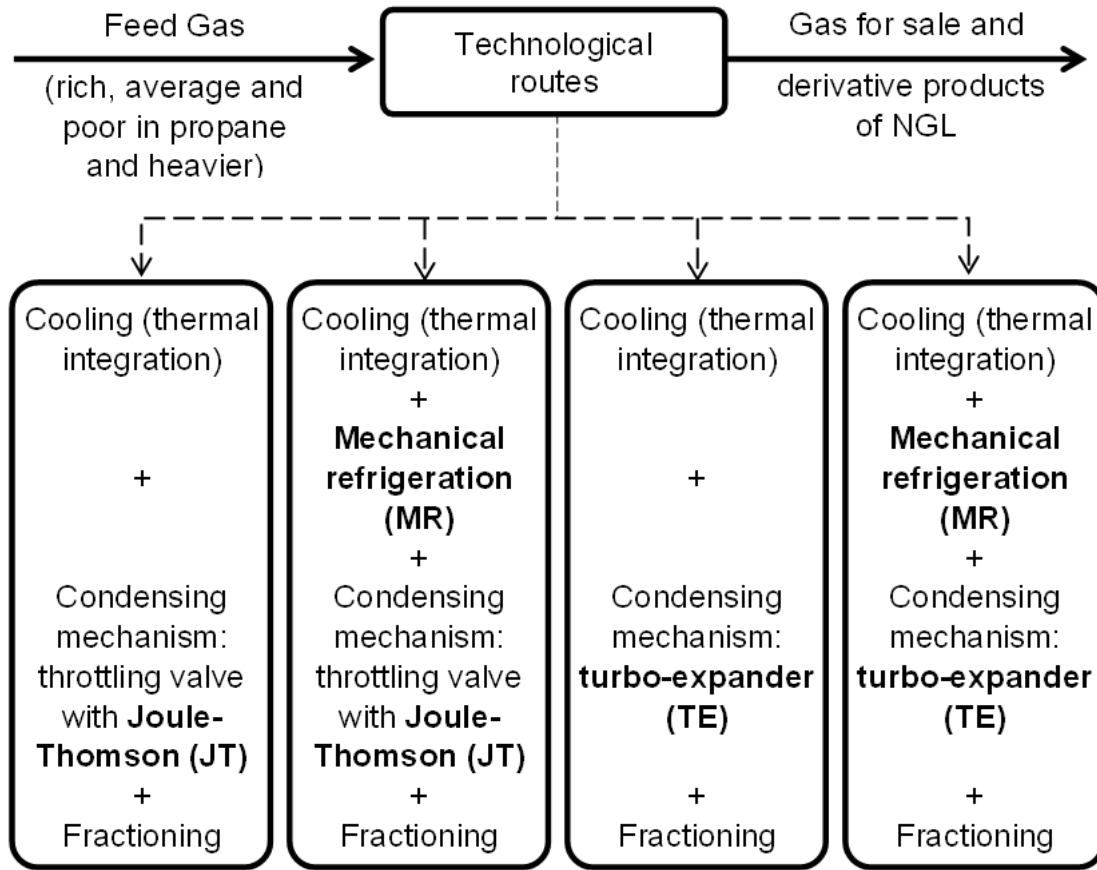 Feed Gas
(rich, average and
poor in propane
and heavier)
Technological
routes
Gas for sale and
derivative products
of NGL
Cooling (thermal
integration)
+
Condensing
mechanism:
throttling valve
with Joule-
Thomson (JT)
+
Fractioning
Cooling (thermal
integration)
+
Mechanical
refrigeration
(MR)
+
Condensing
mechanism:
throttling valve
with Joule-
Thomson (JT)
+
Fractioning
Cooling (thermal
integration)
+
Condensing
mechanism:
turbo-expander
(TE)
+
Fractioning
Cooling (thermal
integration)
+
Mechanical
refrigeration
(MR)
+
Condensing
mechanism:
turbo-expander
(TE)
+
Fractioning